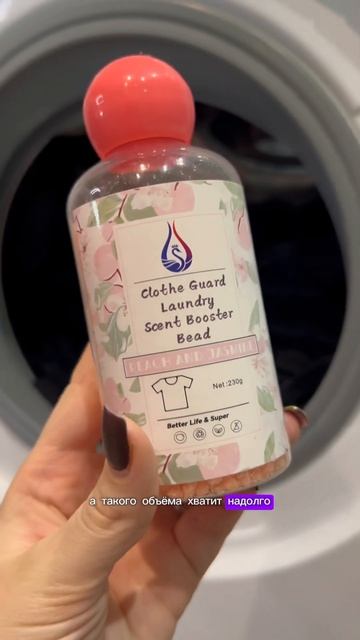 Clothe Guard
Laundry
Scent Booster
Bead
PEACH AND JASMINE
Net:230g
Better Life & Super
а такого объёма хватит надолго